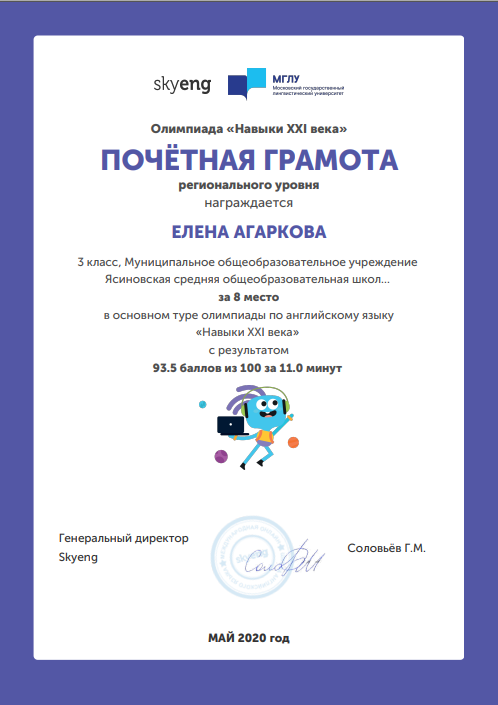 skyeng
МГЛУ
Московский государственный
лингвистический университет
Олимпиада «Навыки XXI века»
ПОЧЁТНАЯ ГРАМОТА
регионального уровня
награждается
ЕЛЕНА АГАРКОВА
3 класс, Муниципальное общеобразовательное учреждение
Ясиновская средняя общеобразовательная школ...
за 8 место
в основном туре олимпиады по английскому языку
«Навыки XXI века»
с результатом
93.5 баллов из 100 за 11.0 минут
Генеральный директор
Skyeng
Соловьёв Г.М.
МАЙ 2020 год